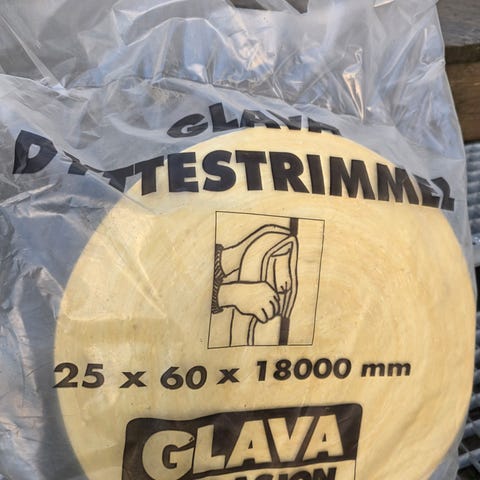 GLAVA
DYTTESTRIMMEL
25 x 60 x 18000 mm
GLAVA